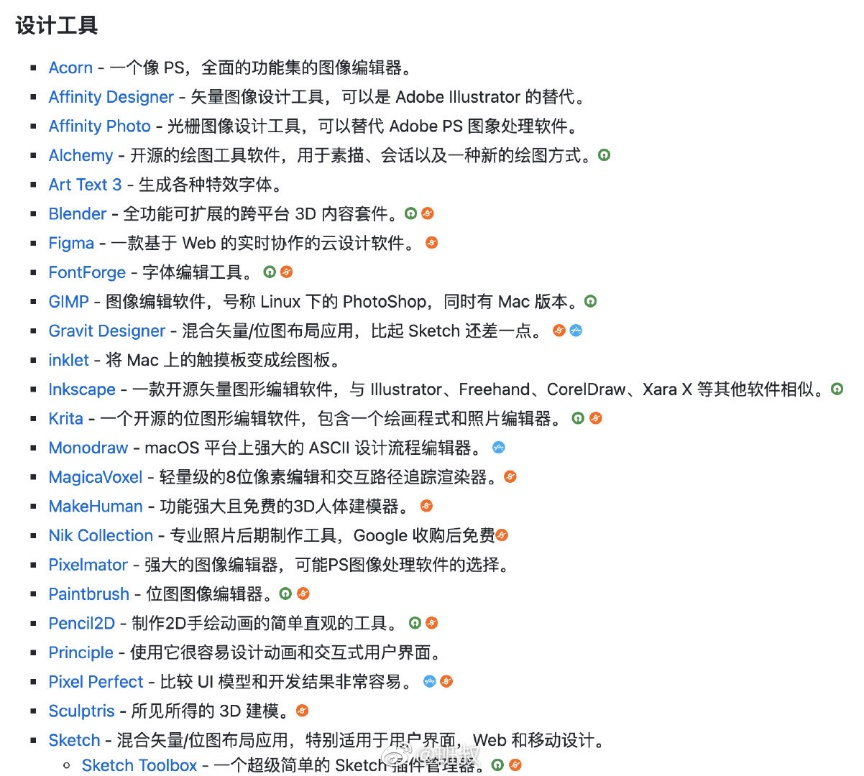 设计工具
Acorn - 一个像 PS，全面的功能集的图像编辑器。
Affinity Designer - 矢量图像设计工具，可以是 Adobe Illustrator 的替代。
Affinity Photo - 光栅图像设计工具，可以替代 Adobe PS 图象处理软件。
Alchemy - 开源的绘图工具软件，用于素描、会话以及一种新的绘图方式。
Art Text 3 - 生成各种特效字体。
Blender - 全功能可扩展的跨平台 3D 内容套件。
Figma - 一款基于 Web 的实时协作的云设计软件。
FontForge - 字体编辑工具。
GIMP - 图像编辑软件，号称 Linux 下的 PhotoShop，同时有 Mac 版本。
Gravit Designer - 混合矢量/位图布局应用，比起 Sketch 还差一点。
inklet - 将 Mac 上的触摸板变成绘图板。
Inkscape - 一款开源矢量图形编辑软件，与 Illustrator、Freehand、CorelDraw、Xara X 等其他软件相似。
Krita - 一个开源的位图形编辑软件，包含一个绘画程式和照片编辑器。
Monodraw - macOS 平台上强大的 ASCII 设计流程编辑器。
MagicaVoxel - 轻量级的8位像素编辑和交互路径追踪渲染器。
MakeHuman - 功能强大且免费的3D人体建模器。
Nik Collection - 专业照片后期制作工具，Google 收购后免费
Pixelmator - 强大的图像编辑器，可能PS图像处理软件的选择。
Paintbrush - 位图图像编辑器。
Pencil2D - 制作2D手绘动画的简单直观的工具。
Principle - 使用它很容易设计动画和交互式用户界面。
Pixel Perfect - 比较 UI 模型和开发结果非常容易。
Sculptris - 所见所得的 3D 建模。
Sketch - 混合矢量/位图布局应用，特别适用于用户界面，Web 和移动设计。
Sketch Toolbox - 一个超级简单的 Sketch 插件管理器。